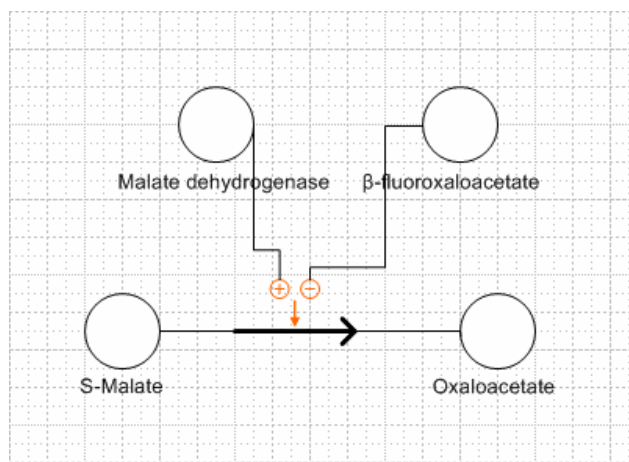 Malate dehydrogenase
β-fluoroxaloacetate
+
−
S-Malate
Oxaloacetate